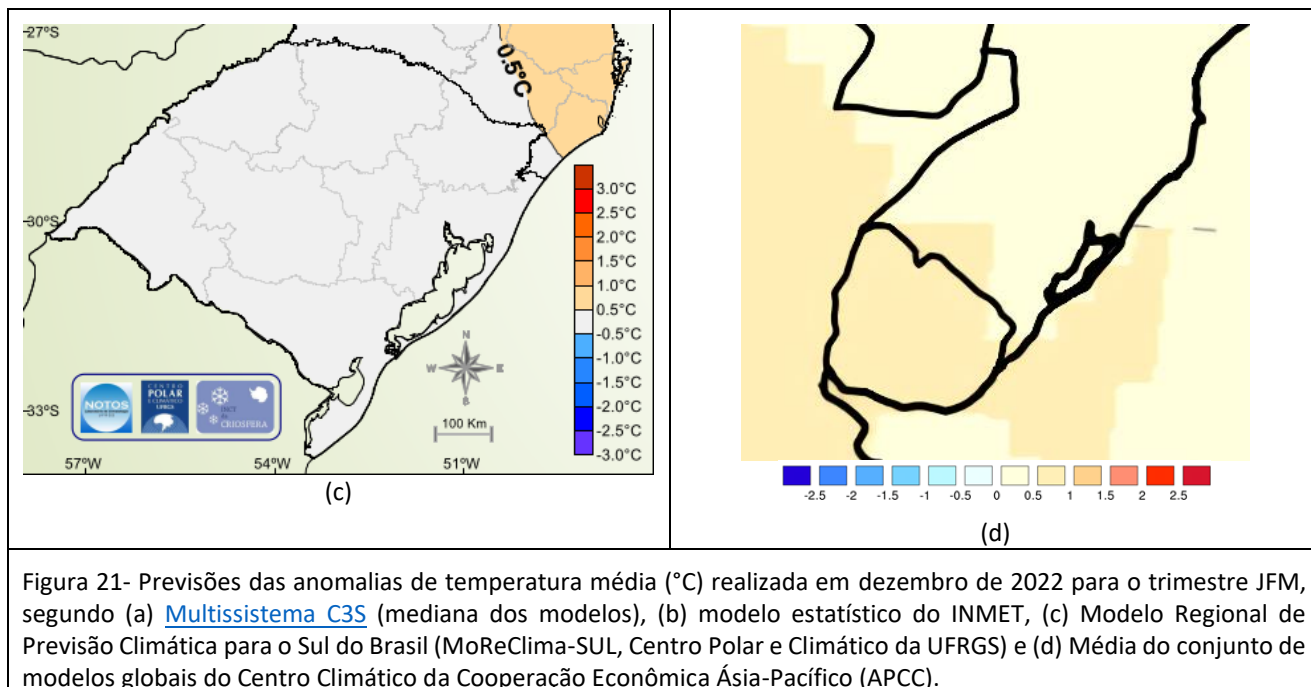 27°S
0.5°C
3.0°C
2.5°C
2.0°C
1.5°C
1.0°C
0.5°C
-0.5°C
-1.0°C
-1.5°C
-2.0°C
-2.5°C
-3.0°C
30°S
33°S
N
W E
S
100 Km
NOTOS
CENTRO
POLAR
E CLIMÁTICO
UFRGS
INCT
da
CRIOSFERA
57°W 54°W 51°W
(c)
-2.5 -2 -1.5 -1 -0.5 0 0.5 1 1.5 2 2.5
(d)
Figura 21- Previsões das anomalias de temperatura média (°C) realizada em dezembro de 2022 para o trimestre JFM,
segundo (a) Multissistema C3S (mediana dos modelos), (b) modelo estatístico do INMET, (c) Modelo Regional de
Previsão Climática para o Sul do Brasil (MoReClima-SUL, Centro Polar e Climático da UFRGS) e (d) Média do conjunto de
modelos globais do Centro Climático da Cooperação Econômica Ásia-Pacífico (APCC).